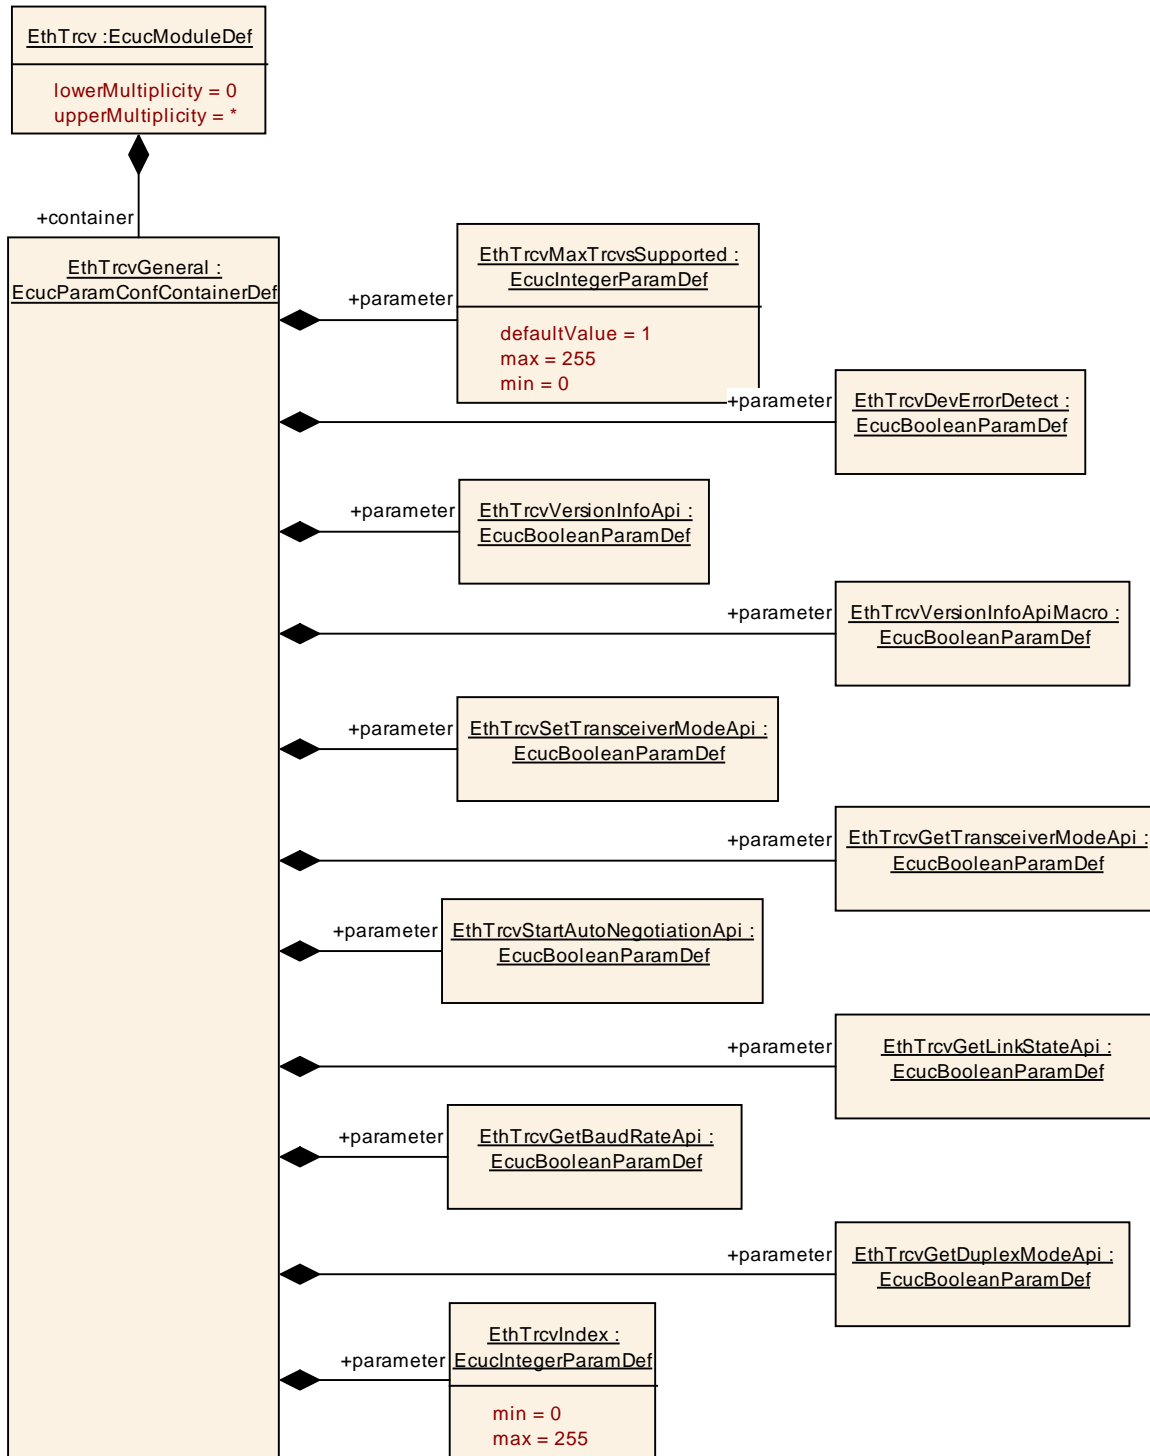 EthTrcv :EcucModuleDef
lowerMultiplicity = 0
upperMultiplicity = *
+container
EthTrcvGeneral :
EcucParamConfContainerDef
+parameter
EthTrcvMaxTrcvsSupported :
EcucIntegerParamDef
defaultValue = 1
max = 255
min = 0
+parameter
EthTrcvDevErrorDetect :
EcucBooleanParamDef
+parameter
EthTrcvVersionInfoApi :
EcucBooleanParamDef
+parameter
EthTrcvVersionInfoApiMacro :
EcucBooleanParamDef
+parameter
EthTrcvSetTransceiverModeApi :
EcucBooleanParamDef
+parameter
EthTrcvGetTransceiverModeApi :
EcucBooleanParamDef
+parameter
EthTrcvStartAutoNegotiationApi :
EcucBooleanParamDef
+parameter
EthTrcvGetLinkStateApi :
EcucBooleanParamDef
+parameter
EthTrcvGetBaudRateApi :
EcucBooleanParamDef
+parameter
EthTrcvGetDuplexModeApi :
EcucBooleanParamDef
+parameter
EthTrcvIndex :
EcucIntegerParamDef
min = 0
max = 255